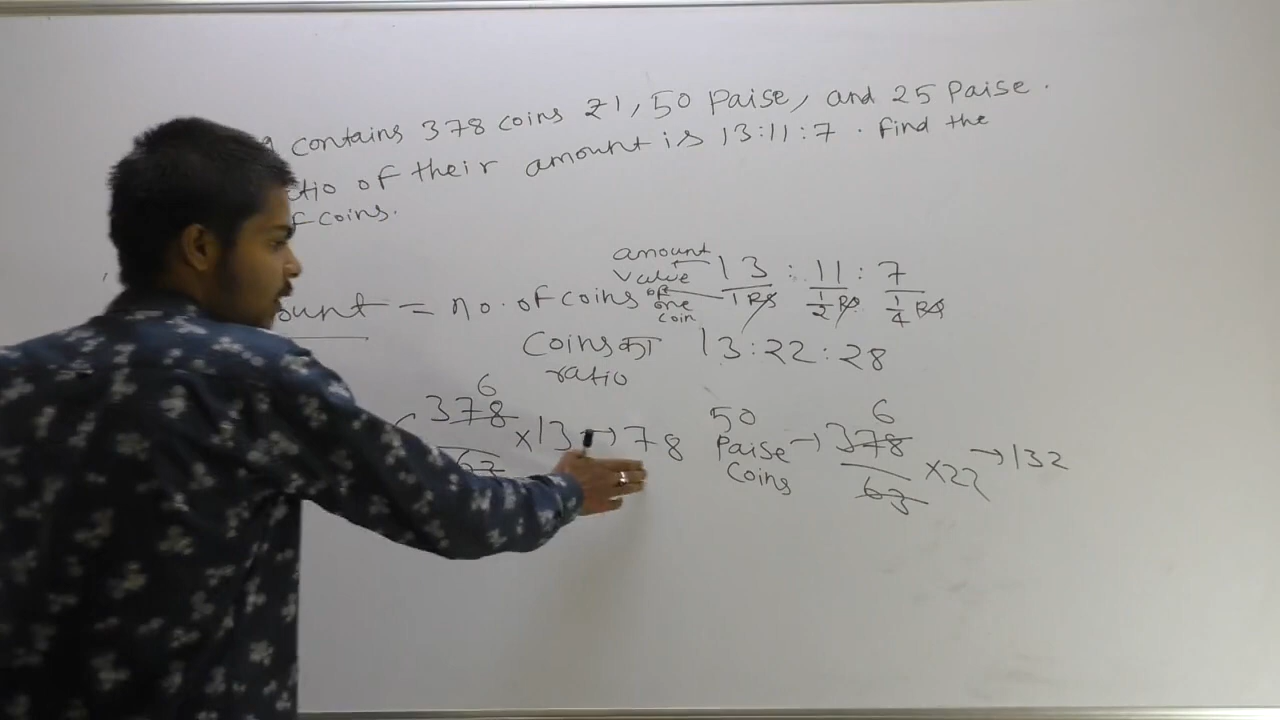 contains 378 coins ₹1, 50 Paise, and 25 Paise.
ratio of their amount is 13:11:7. Find the
of coins.
amount 13 : 11 : 7
value of one coin 1 Rs 1/2 Rs 1/4 Rs
= no. of coins
Coins का ratio 13:22:28
6
378
63 ×13 → 78
50 Paise Coins → 6
378
63 ×22 → 132